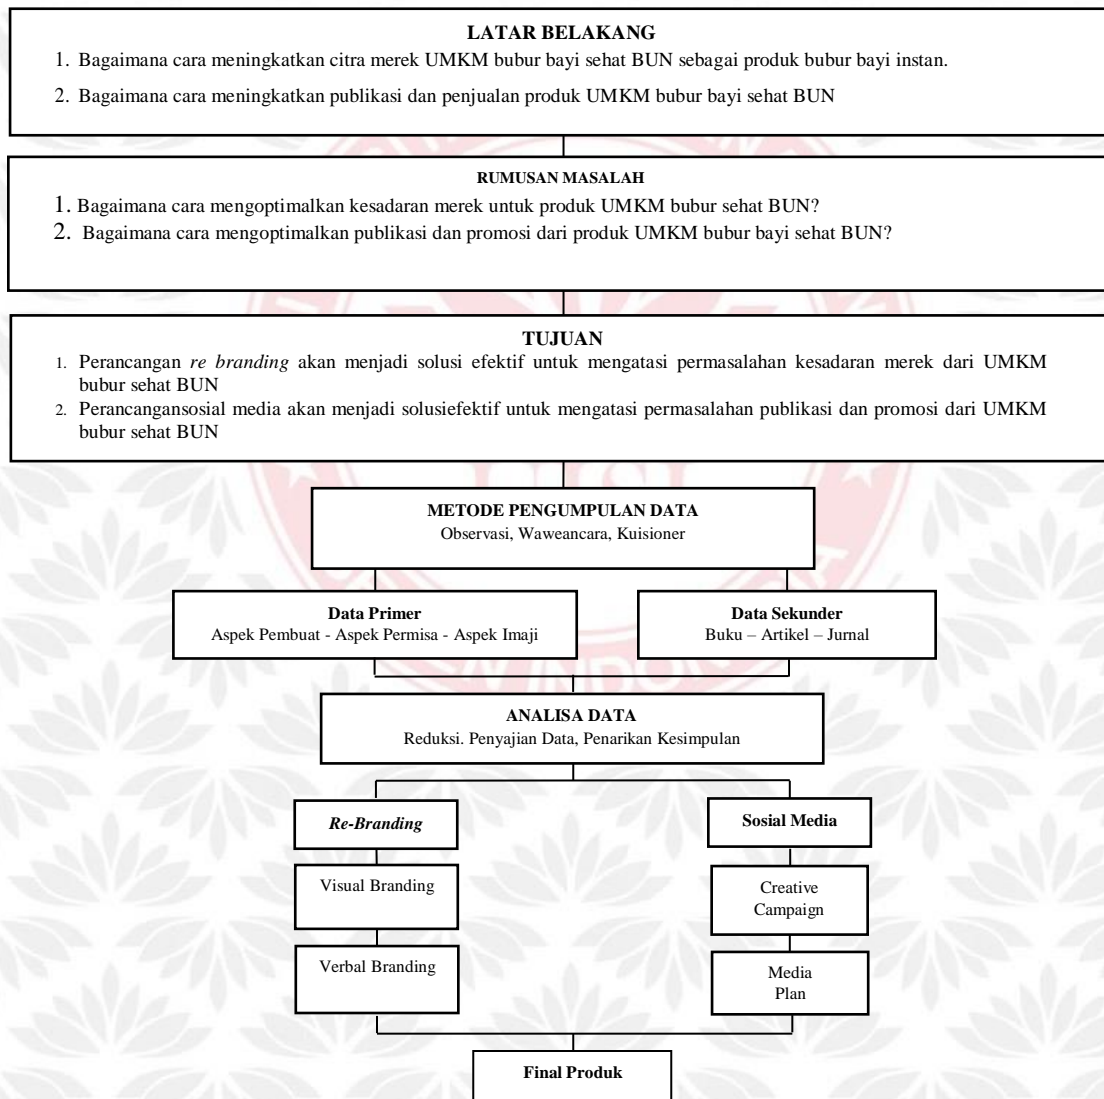 LATAR BELAKANG
1. Bagaimana cara meningkatkan citra merek UMKM bubur bayi sehat BUN sebagai produk bubur bayi instan.
2. Bagaimana cara meningkatkan publikasi dan penjualan produk UMKM bubur bayi sehat BUN
RUMUSAN MASALAH
1. Bagaimana cara mengoptimalkan kesadaran merek untuk produk UMKM bubur sehat BUN?
2. Bagaimana cara mengoptimalkan publikasi dan promosi dari produk UMKM bubur bayi sehat BUN?
TUJUAN
1. Perancangan re branding akan menjadi solusi efektif untuk mengatasi permasalahan kesadaran merek dari UMKM
bubur sehat BUN
2. Perancangansosial media akan menjadi solusiefektif untuk mengatasi permasalahan publikasi dan promosi dari UMKM
bubur sehat BUN
METODE PENGUMPULAN DATA
Observasi, Waweancara, Kuisioner
Data Primer
Aspek Pembuat - Aspek Permisa - Aspek Imaji
Data Sekunder
Buku – Artikel – Jurnal
ANALISA DATA
Reduksi. Penyajian Data, Penarikan Kesimpulan
Re-Branding
Sosial Media
Visual Branding
Creative
Campaign
Verbal Branding
Media
Plan
Final Produk